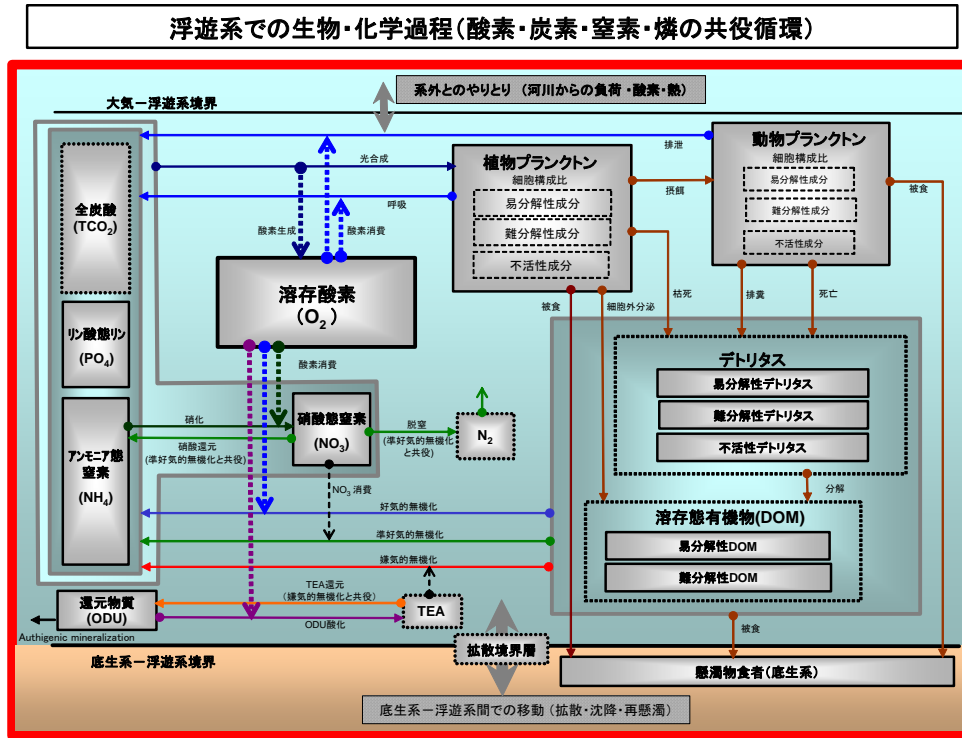 浮遊系での生物・化学過程（酸素・炭素・窒素・燐の共役循環）
系外とのやりとり （河川からの負荷・酸素・熱）
大気－浮遊系境界
動物プランクトン
細胞構成比
易分解性成分
難分解性成分
不活性成分
排泄
植物プランクトン
細胞構成比
易分解性成分
難分解性成分
不活性成分
光合成
摂餌
被食
呼吸
全炭酸
(TCO2)
酸素生成
酸素消費
溶存酸素
(O2)
枯死
排糞
死亡
被食
細胞外分泌
リン酸態リン
(PO4)
酸素消費
デトリタス
易分解性デトリタス
難分解性デトリタス
不活性デトリタス
硝化
硝酸態窒素
(NO3)
脱窒
(準好気的無機化
と共役)
N2
硝酸還元
(準好気的無機化と共役)
アンモニア態
窒素
(NH4)
NO3 消費
分解
好気的無機化
溶存態有機物(DOM)
易分解性DOM
難分解性DOM
準好気的無機化
嫌気的無機化
TEA還元
(嫌気的無機化と共役)
還元物質
(ODU)
TEA
ODU酸化
Authigenic mineralization
被食
拡散境界層
底生系－浮遊系境界
懸濁物食者（底生系）
底生系－浮遊系間での移動 （拡散・沈降・再懸濁）